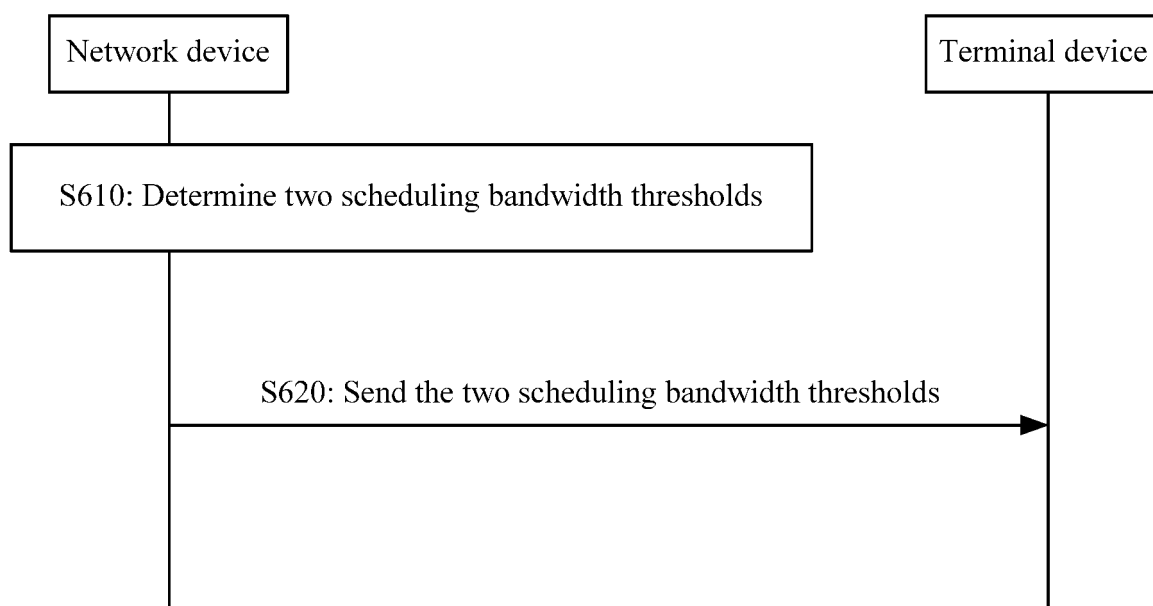 Network device
Terminal device
S610: Determine two scheduling bandwidth thresholds
S620: Send the two scheduling bandwidth thresholds